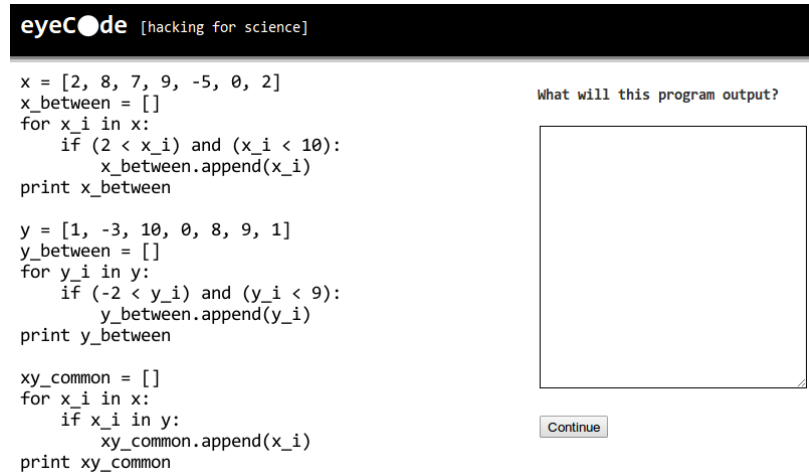 eyeCode [hacking for science]
x = [2, 8, 7, 9, -5, 0, 2]
x_between = []
for x_i in x:
    if (2 < x_i) and (x_i < 10):
        x_between.append(x_i)
print x_between

y = [1, -3, 10, 0, 8, 9, 1]
y_between = []
for y_i in y:
    if (-2 < y_i) and (y_i < 9):
        y_between.append(y_i)
print y_between

xy_common = []
for x_i in x:
    if x_i in y:
        xy_common.append(x_i)
print xy_common
What will this program output?
Continue